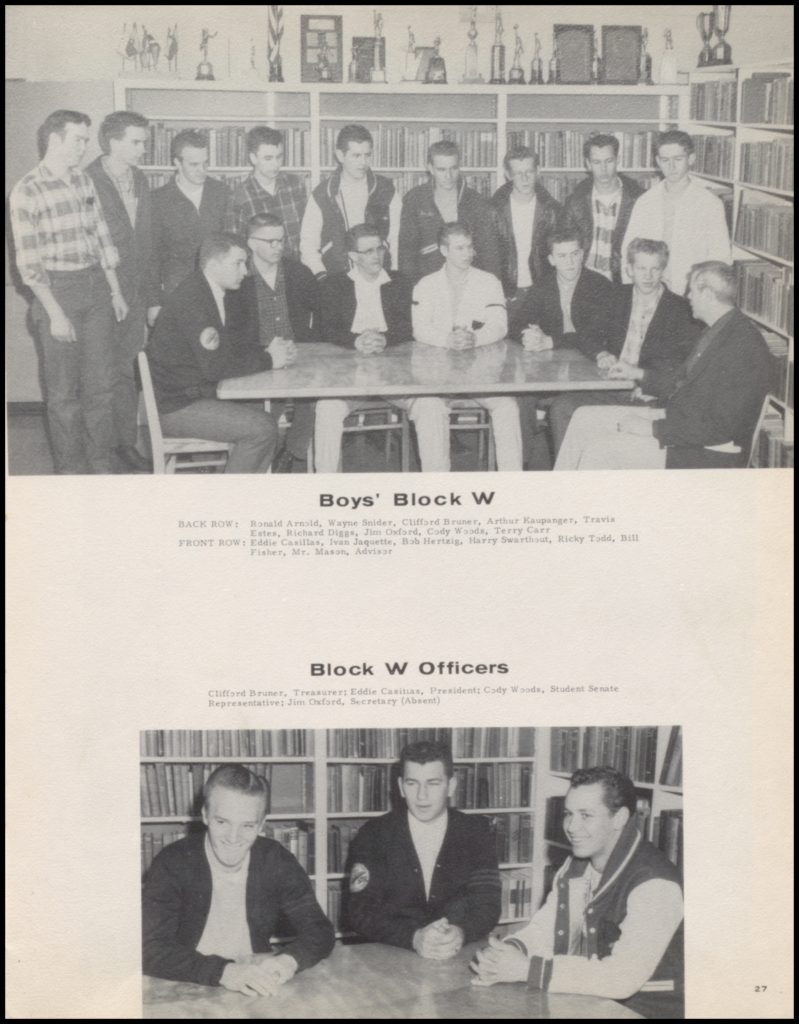 Boys' Block W
BACK ROW: Ronald Arnold, Wayne Snider, Clifford Bruner, Arthur Kaupanger, Travis
Estes, Richard Diggs, Jim Oxford, Cody Woods, Terry Carr
FRONT ROW: Eddie Casillas, Ivan Jaquette, Bob Hertzig, Harry Swarthout, Ricky Todd, Bill
Fisher, Mr. Mason, Advisor
Block W Officers
Clifford Bruner, Treasurer; Eddie Casillas, President; Cody Woods, Student Senate
Representative; Jim Oxford, Secretary (Absent)
27